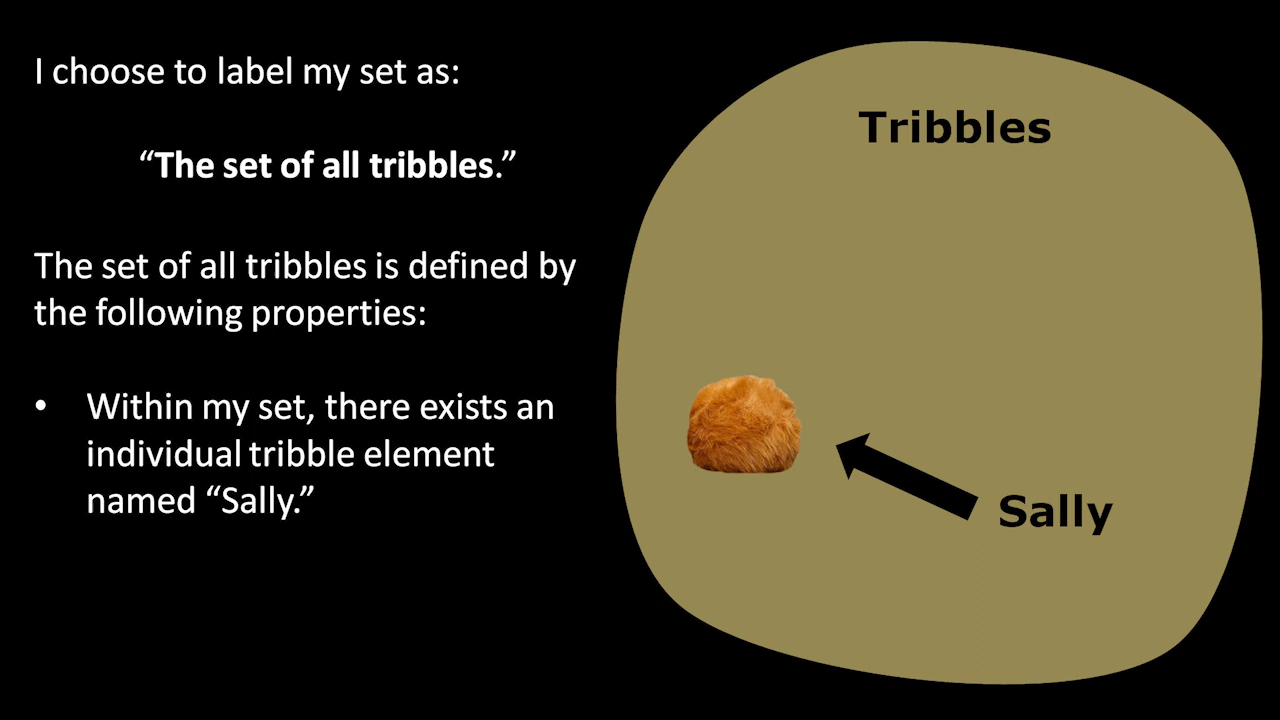 I choose to label my set as:
“The set of all tribbles.”
The set of all tribbles is defined by
the following properties:
• Within my set, there exists an
individual tribble element
named “Sally.”
Tribbles
Sally